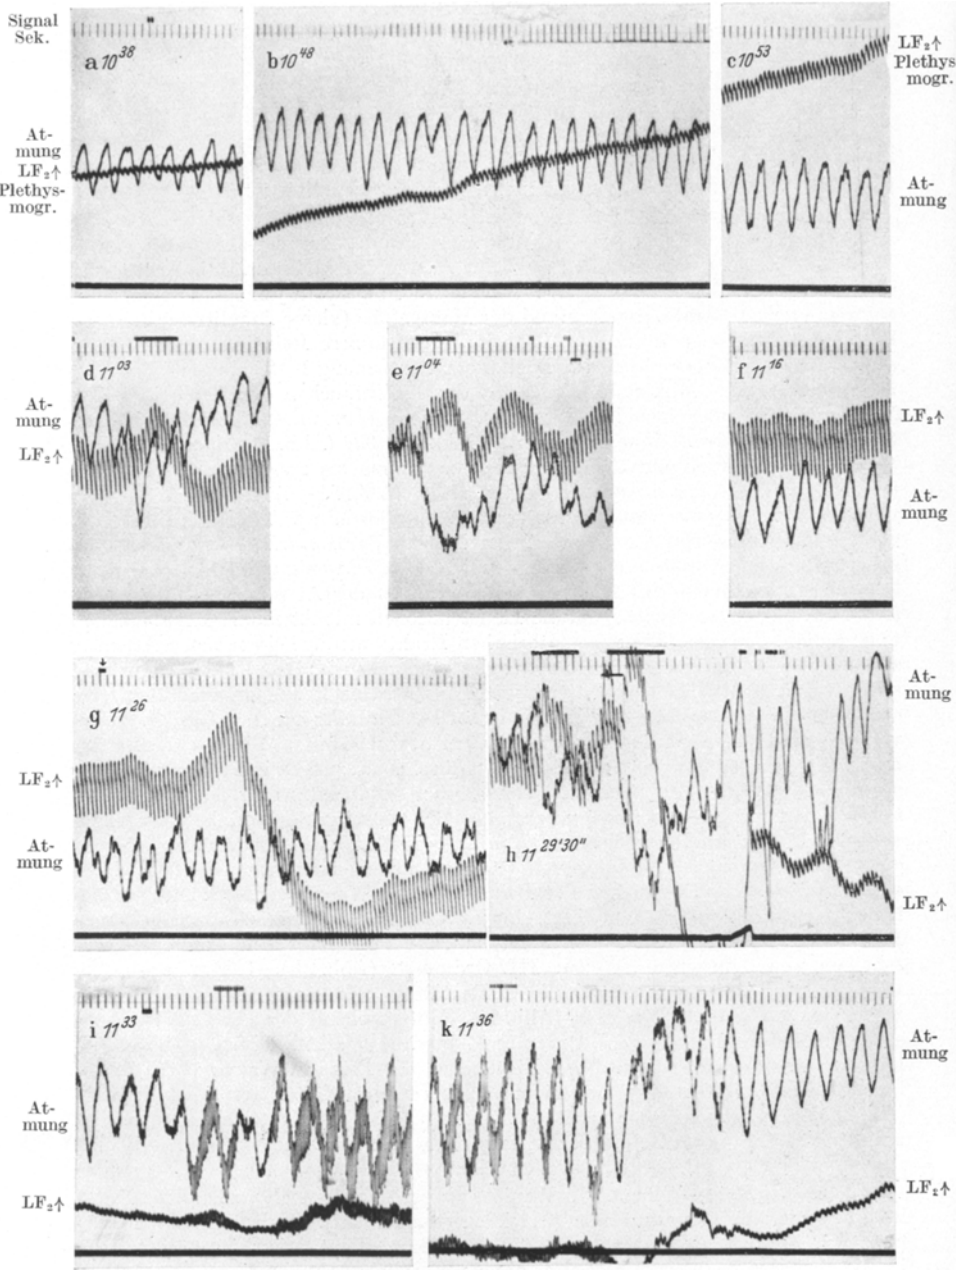 Signal
Sek.
a 10³⁸
b 10⁴⁸
c 10⁵³
LF₂↑
Plethys
mogr.
At-
mung
LF₂↑
Plethys-
mogr.
At-
mung
d 11⁰³
e 11⁰⁴
f 11¹⁶
At-
mung
LF₂↑
LF₂↑
At-
mung
g 11²⁶
At-
mung
LF₂↑
At-
mung
h 11²⁹'³⁰"
LF₂↑
i 11³³
k 11³⁶
At-
mung
At-
mung
LF₂↑
LF₂↑